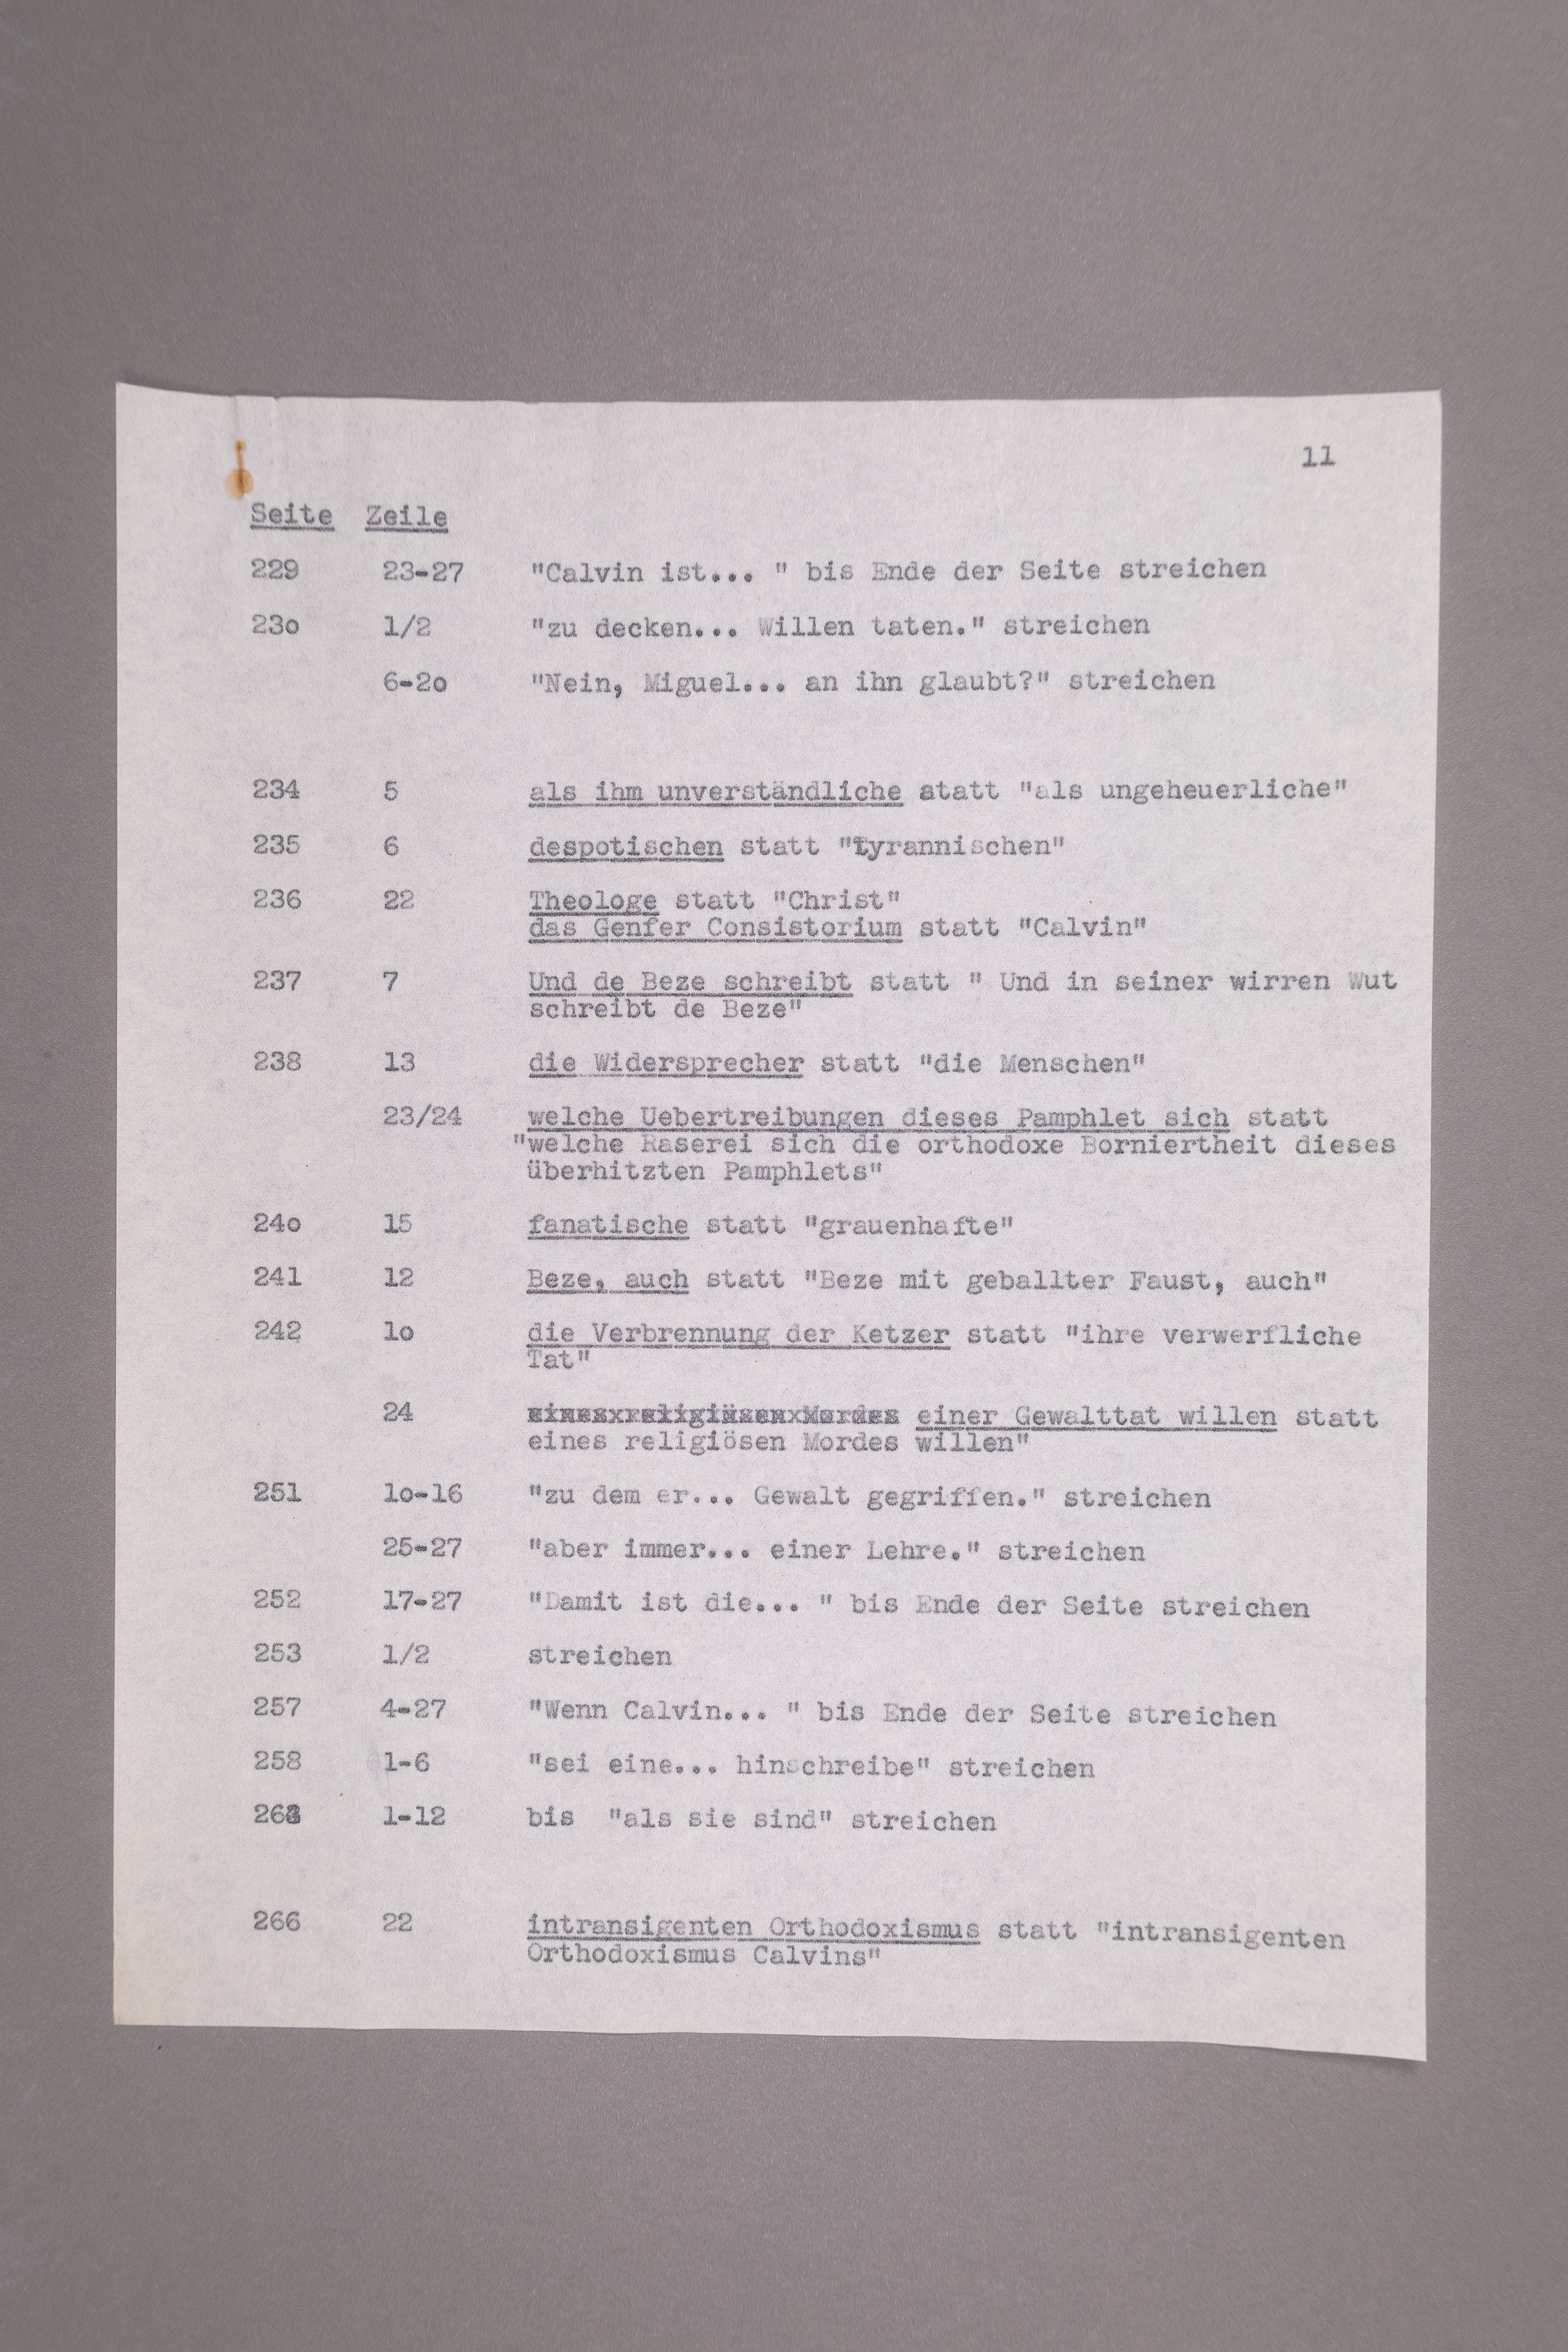 11
Seite Zeile
229 23-27 "Calvin ist... " bis Ende der Seite streichen
23o 1/2 "zu decken... Willen taten." streichen
6-2o "Nein, Miguel... an ihn glaubt?" streichen
234 5 als ihm unverständliche statt "als ungeheuerliche"
235 6 despotischen statt "tyrannischen"
236 22 Theologe statt "Christ"
das Genfer Consistorium statt "Calvin"
237 7 Und de Beze schreibt statt " Und in seiner wirren Wut
schreibt de Beze"
238 13 die Widersprecher statt "die Menschen"
23/24 welche Uebertreibungen dieses Pamphlet sich statt
"welche Raserei sich die orthodoxe Borniertheit dieses
überhitzten Pamphlets"
24o 15 fanatische statt "grauenhafte"
241 12 Beze, auch statt "Beze mit geballter Faust, auch"
242 lo die Verbrennung der Ketzer statt "ihre verwerfliche
Tat"
24 eines religiösen Mordes einer Gewalttat willen statt
eines religiösen Mordes willen"
251 lo-16 "zu dem er... Gewalt gegriffen." streichen
25-27 "aber immer... einer Lehre." streichen
252 17-27 "Damit ist die... " bis Ende der Seite streichen
253 1/2 streichen
257 4-27 "Wenn Calvin... " bis Ende der Seite streichen
258 1-6 "sei eine... hinschreibe" streichen
1-12 bis "als sie sind" streichen
266 22 intransigenten Orthodoxismus statt "intransigenten
Orthodoxismus Calvins"